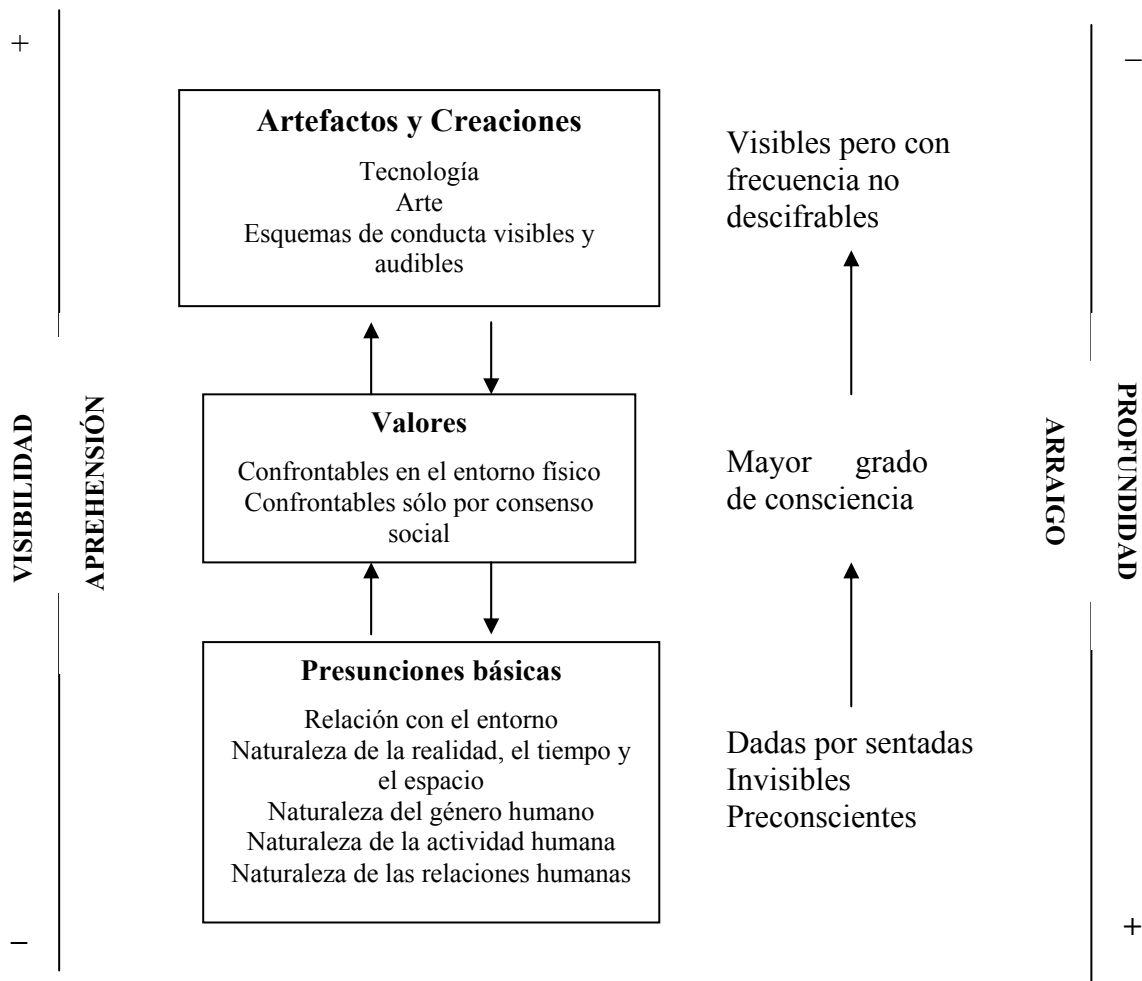 +
–
Artefactos y Creaciones
Tecnología
Arte
Esquemas de conducta visibles y
audibles
Visibles pero con
frecuencia no
descifrables
VISIBILIDAD
APREHENSIÓN
Valores
Confrontables en el entorno físico
Confrontables sólo por consenso
social
Mayor grado
de consciencia
ARRAIGO
PROFUNDIDAD
Presunciones básicas
Relación con el entorno
Naturaleza de la realidad, el tiempo y
el espacio
Naturaleza del género humano
Naturaleza de la actividad humana
Naturaleza de las relaciones humanas
Dadas por sentadas
Invisibles
Preconscientes
–
+